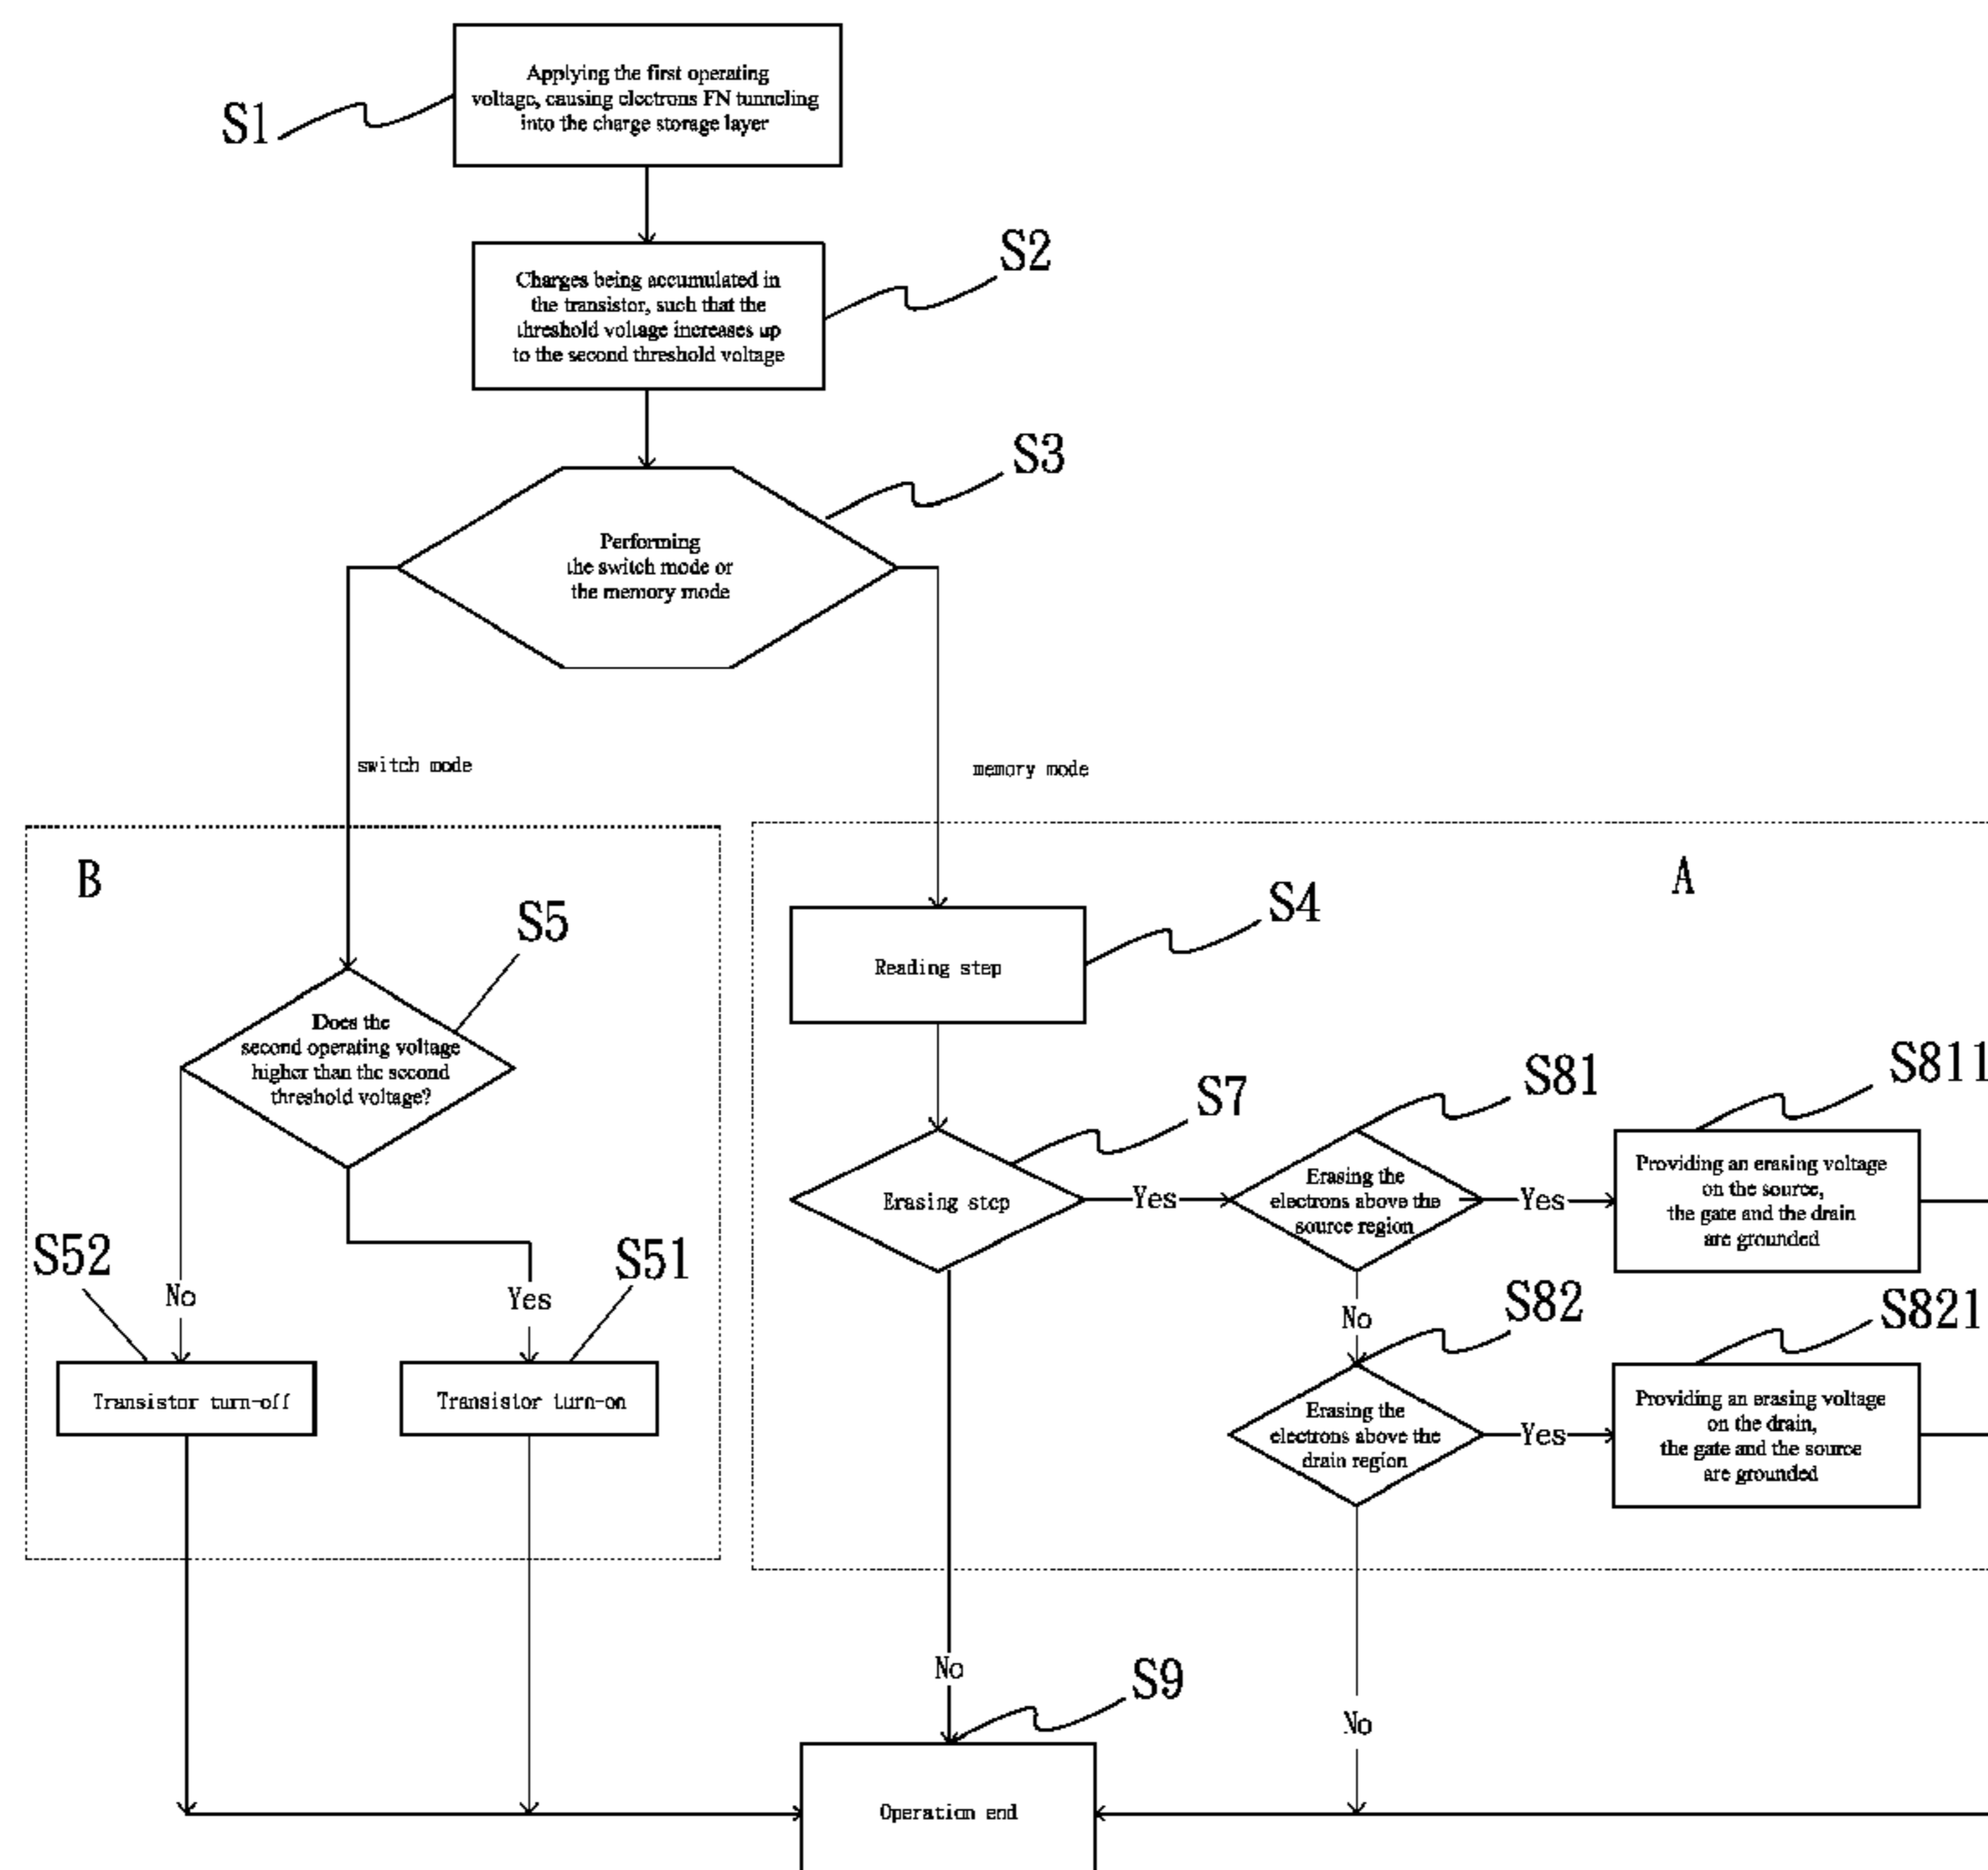 Applying the first operating
voltage, causing electrons FN tunneling
into the charge storage layer
S1
Charges being accumulated in
the transistor, such that the
threshold voltage increases up
to the second threshold voltage
S2
S3
Performing
the switch mode or
the memory mode
switch mode
memory mode
B
A
S5
Does the
second operating voltage
higher than the second
threshold voltage?
S4
Reading step
S7
Erasing step
Yes
S81
Erasing the
electrons above the
source region
Yes
S811
Providing an erasing voltage
on the source,
the gate and the drain
are grounded
S52
No
Transistor turn-off
S51
Yes
Transistor turn-on
No
S82
Erasing the
electrons above the
drain region
Yes
S821
Providing an erasing voltage
on the drain,
the gate and the source
are grounded
No
No
S9
Operation end